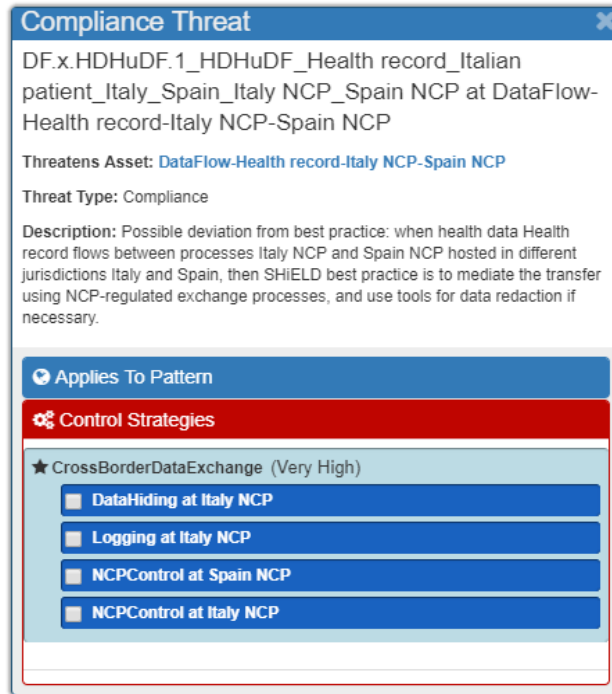 Compliance Threat
DF.x.HDHuDF.1_HDHuDF_Health record_Italian
patient_Italy_Spain_Italy NCP_Spain NCP at DataFlow-
Health record-Italy NCP-Spain NCP
Threatens Asset: DataFlow-Health record-Italy NCP-Spain NCP
Threat Type: Compliance
Description: Possible deviation from best practice: when health data Health
record flows between processes Italy NCP and Spain NCP hosted in different
jurisdictions Italy and Spain, then SHiELD best practice is to mediate the transfer
using NCP-regulated exchange processes, and use tools for data redaction if
necessary.
Applies To Pattern
Control Strategies
CrossBorderDataExchange (Very High)
DataHiding at Italy NCP
Logging at Italy NCP
NCPControl at Spain NCP
NCPControl at Italy NCP